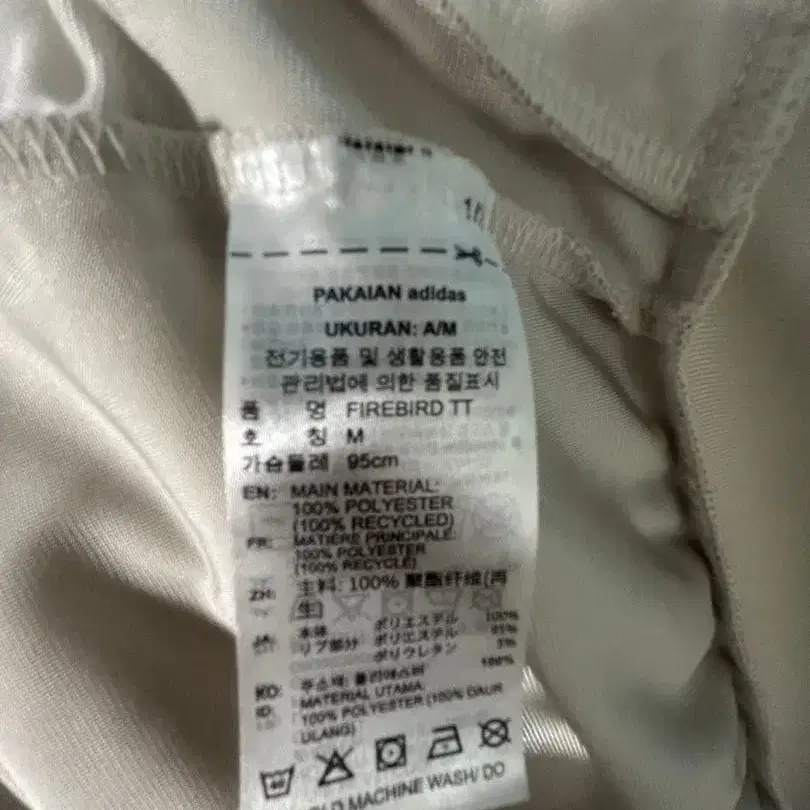 PAKAIAN adidas
UKURAN: A/M
전기용품 및 생활용품 안전
관리법에 의한 품질표시
품 명 FIREBIRD TT
호 칭 M
가슴둘레 95cm
EN: MAIN MATERIAL:
100% POLYESTER
(100% RECYCLED)
FR: MATIÈRE PRINCIPALE:
100% POLYESTER
(100% RECYCLÉ)
ZH: 主料: 100% 聚酯纤维(再
生)
JA: 本体 ポリエステル 100%
リブ部分 ポリエステル 95%
ポリウレタン 5%
KO: 주소재: 폴리에스터 100%
ID: MATERIAL UTAMA:
100% POLYESTER (100% DAUR
ULANG)
MACHINE WASH/ DO